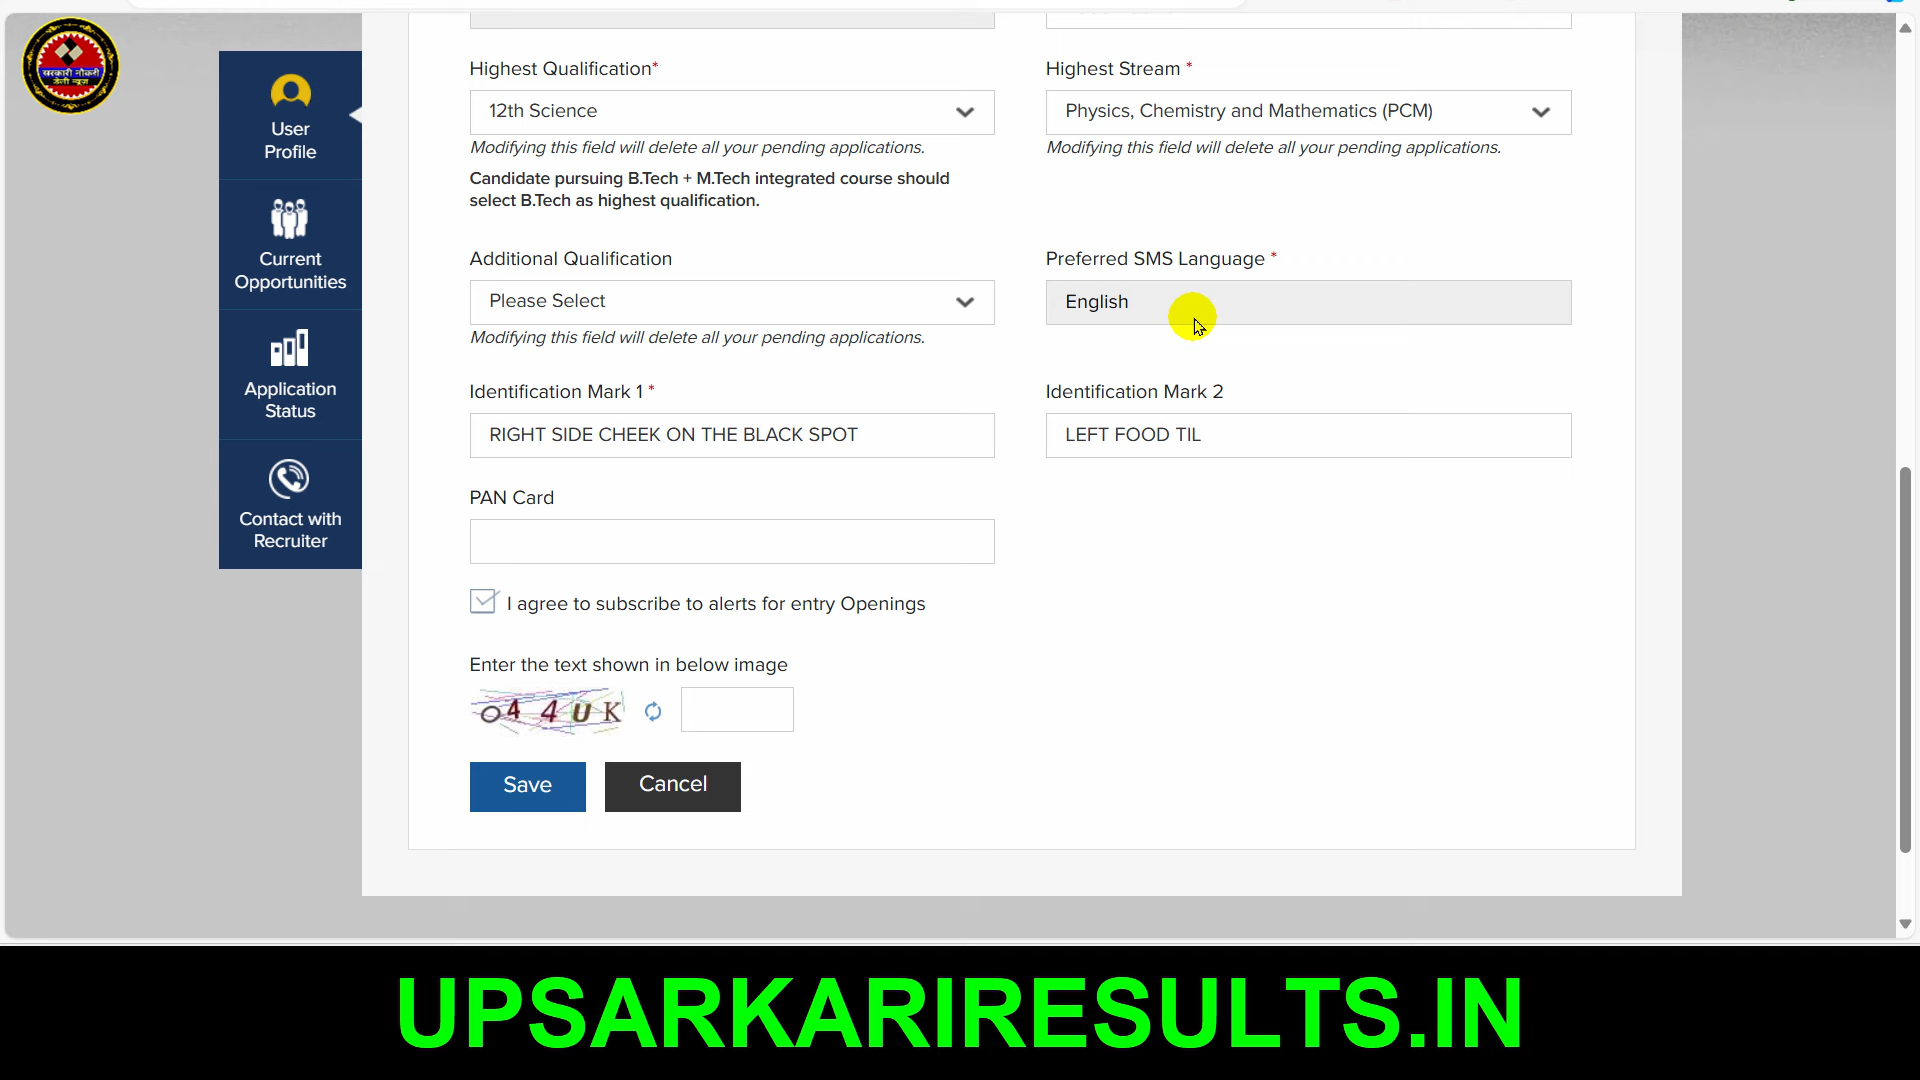 सरकारी नौकरी
डेली न्यूज़
User
Profile
Current
Opportunities
Application
Status
Contact with
Recruiter
Highest Qualification*
12th Science
Modifying this field will delete all your pending applications.
Candidate pursuing B.Tech + M.Tech integrated course should
select B.Tech as highest qualification.
Highest Stream *
Physics, Chemistry and Mathematics (PCM)
Modifying this field will delete all your pending applications.
Additional Qualification
Please Select
Modifying this field will delete all your pending applications.
Preferred SMS Language *
English
Identification Mark 1 *
RIGHT SIDE CHEEK ON THE BLACK SPOT
Identification Mark 2
LEFT FOOD TIL
PAN Card
I agree to subscribe to alerts for entry Openings
Enter the text shown in below image
O44UK
Save
Cancel
UPSARKARIRESULTS.IN